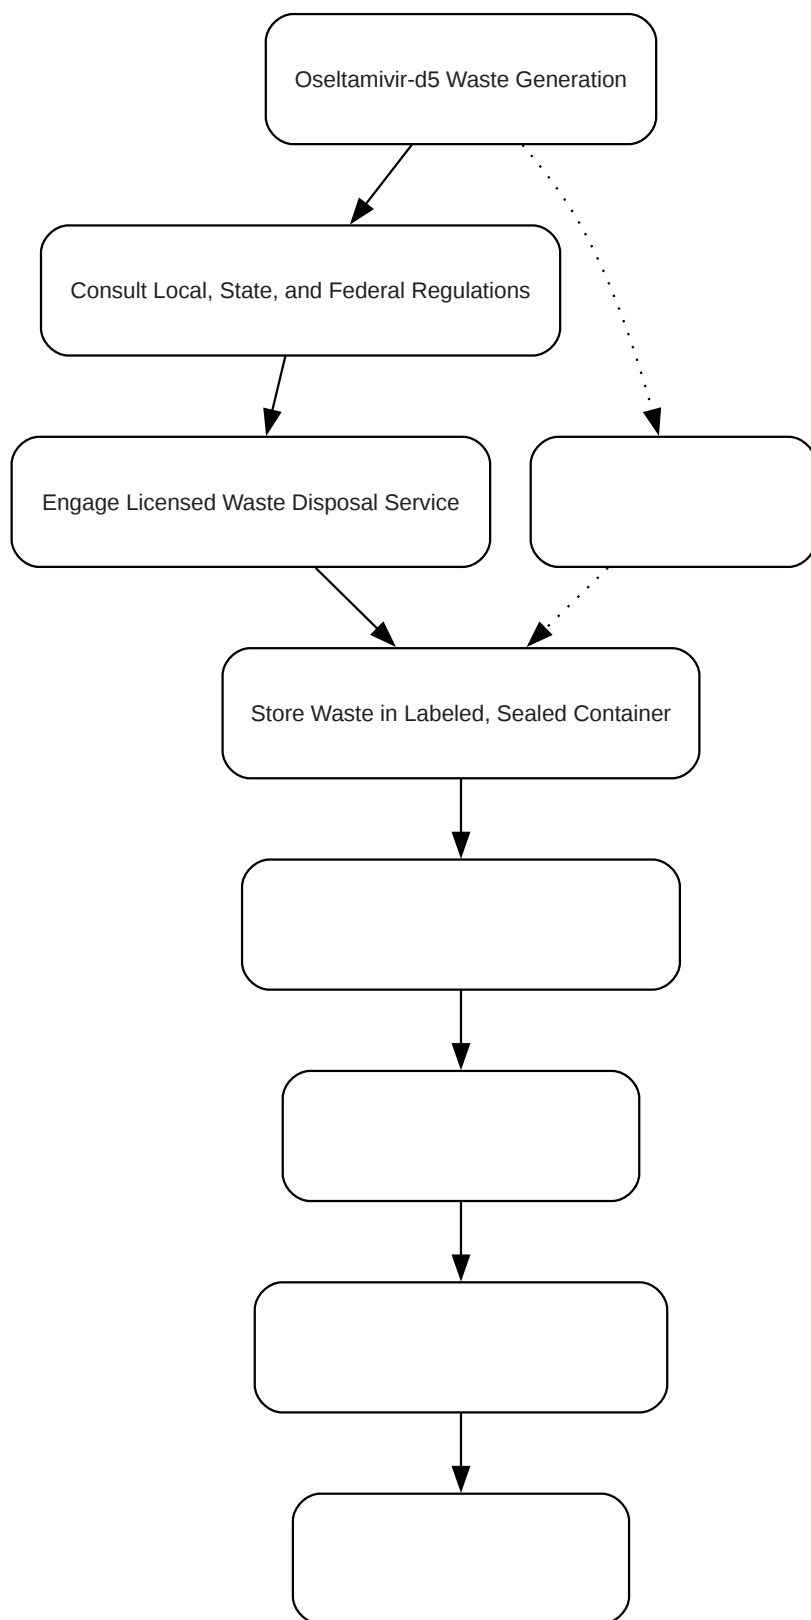 Oseltamivir-d5 Waste Generation
Consult Local, State, and Federal Regulations
Engage Licensed Waste Disposal Service
Store Waste in Labeled, Sealed Container